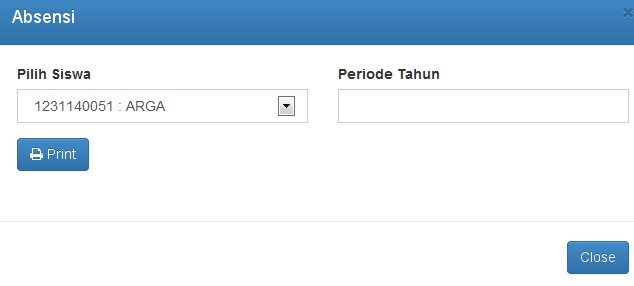 Absensi
Pilih Siswa
Periode Tahun
1231140051 : ARGA
Print
Close